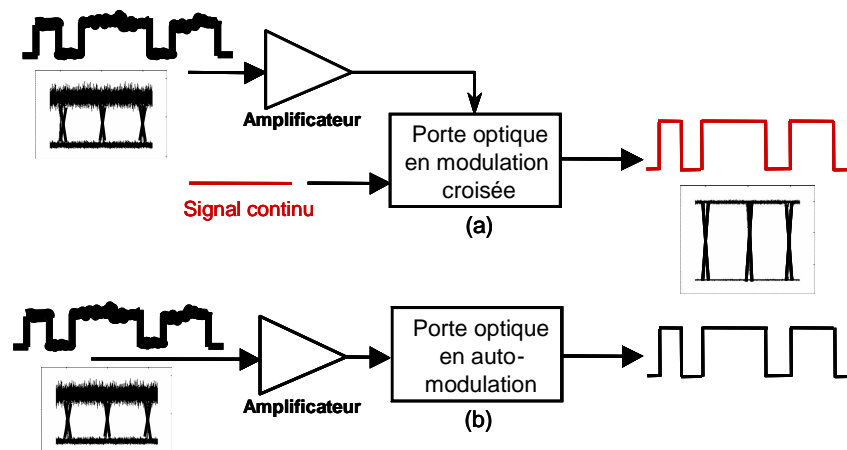 Amplificateur
Porte optique
en modulation
croisée
Signal continu
(a)
Porte optique
en auto-
modulation
Amplificateur
(b)